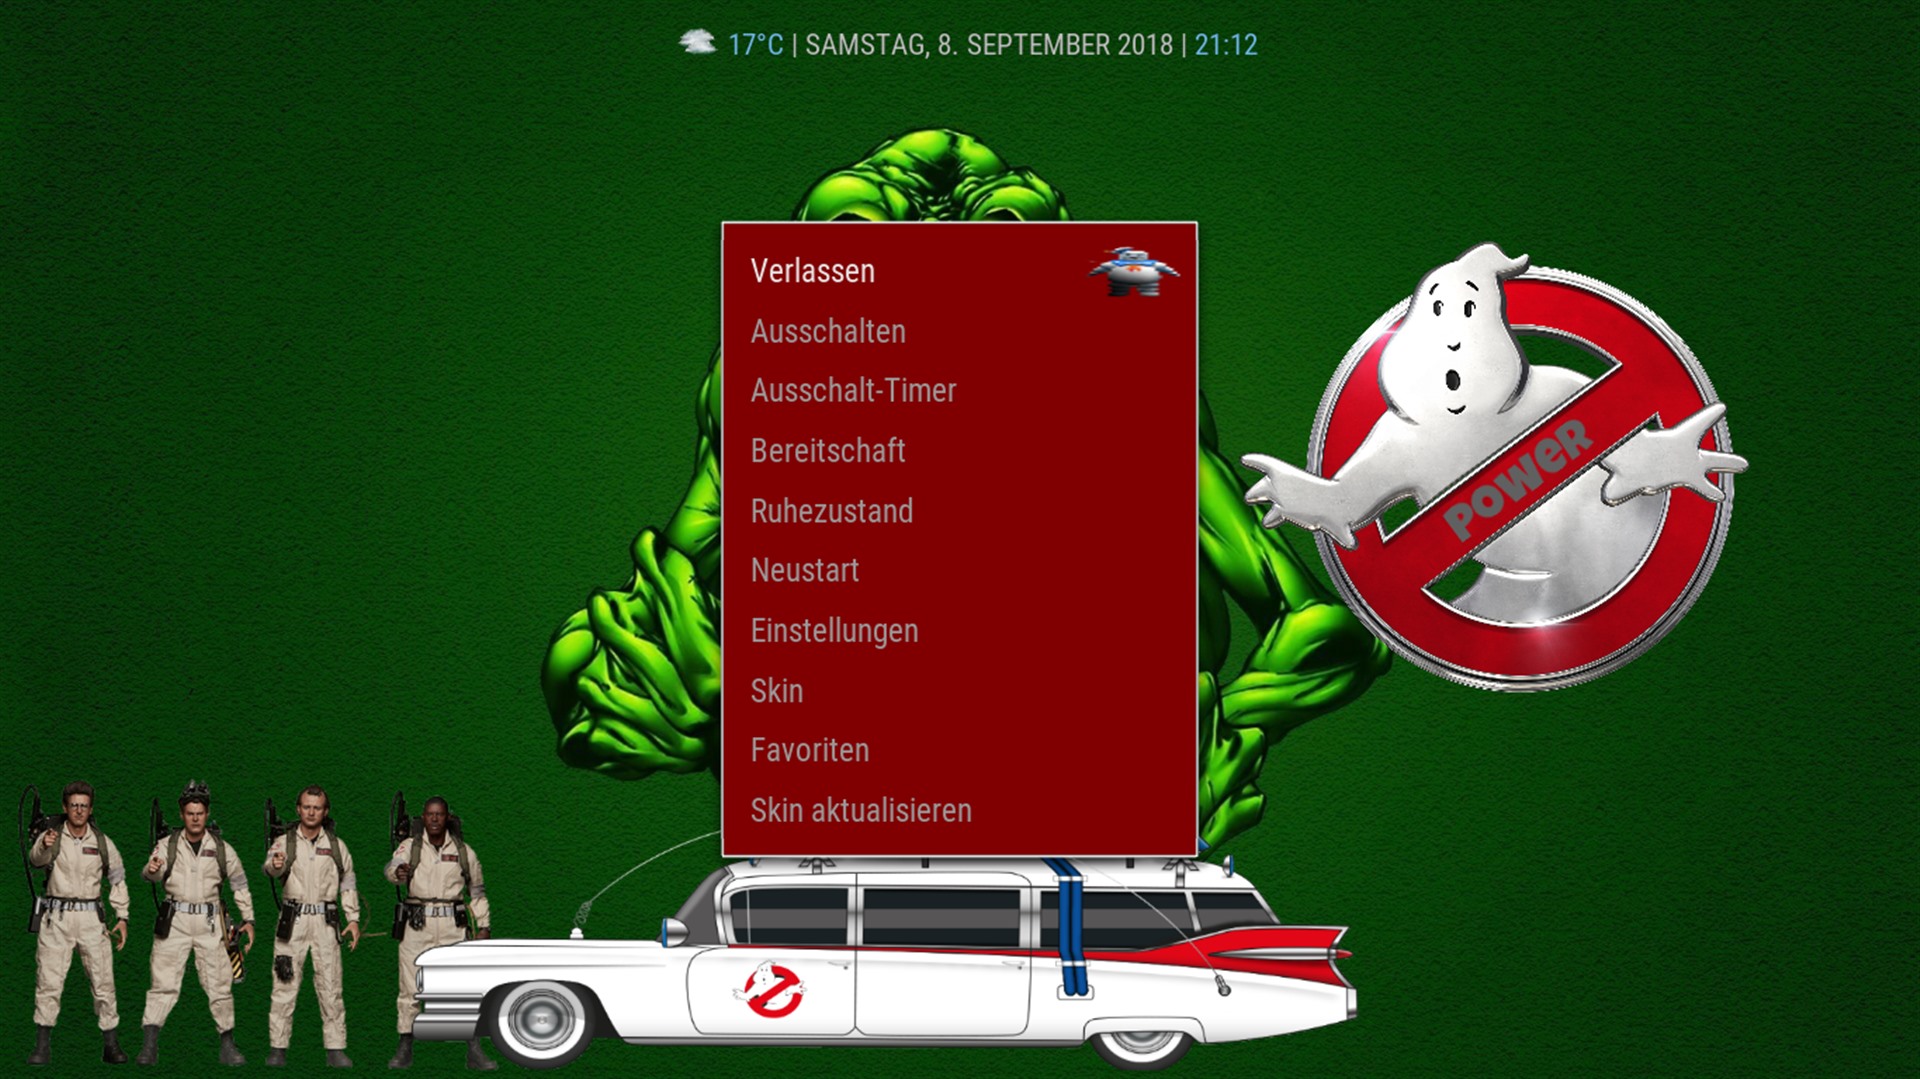 17°C | SAMSTAG, 8. SEPTEMBER 2018 | 21:12
Verlassen
Ausschalten
Ausschalt-Timer
Bereitschaft
Ruhezustand
Neustart
Einstellungen
Skin
Favoriten
Skin aktualisieren
POWER